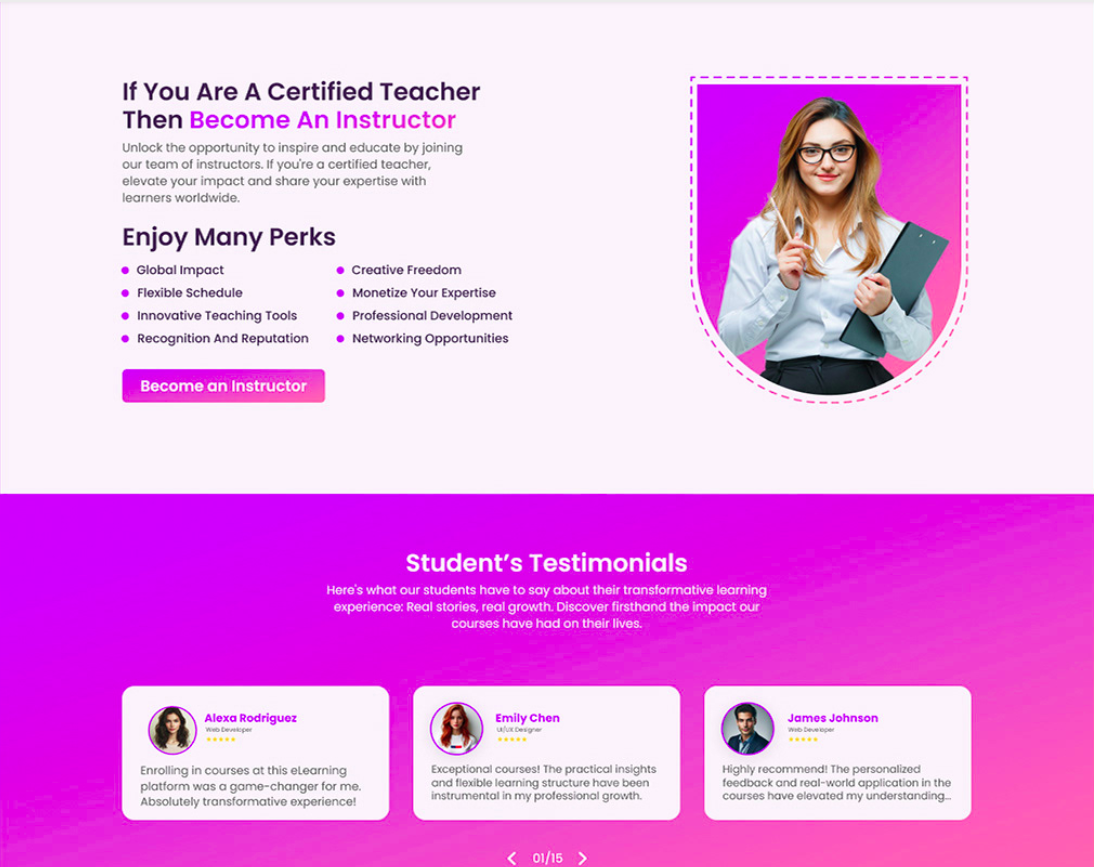 If You Are A Certified Teacher
Then Become An Instructor
Unlock the opportunity to inspire and educate by joining
our team of instructors. If you're a certified teacher,
elevate your impact and share your expertise with
learners worldwide.
Enjoy Many Perks
Global Impact
Flexible Schedule
Innovative Teaching Tools
Recognition And Reputation
Creative Freedom
Monetize Your Expertise
Professional Development
Networking Opportunities
Become an Instructor
Student’s Testimonials
Here's what our students have to say about their transformative learning
experience: Real stories, real growth. Discover firsthand the impact our
courses have had on their lives.
Alexa Rodriguez
Web Developer
Enrolling in courses at this eLearning
platform was a game-changer for me.
Absolutely transformative experience!
Emily Chen
UI/UX Designer
Exceptional courses! The practical insights
and flexible learning structure have been
instrumental in my professional growth.
James Johnson
Web Developer
Highly recommend! The personalized
feedback and real-world application in the
courses have elevated my understanding...
01/15